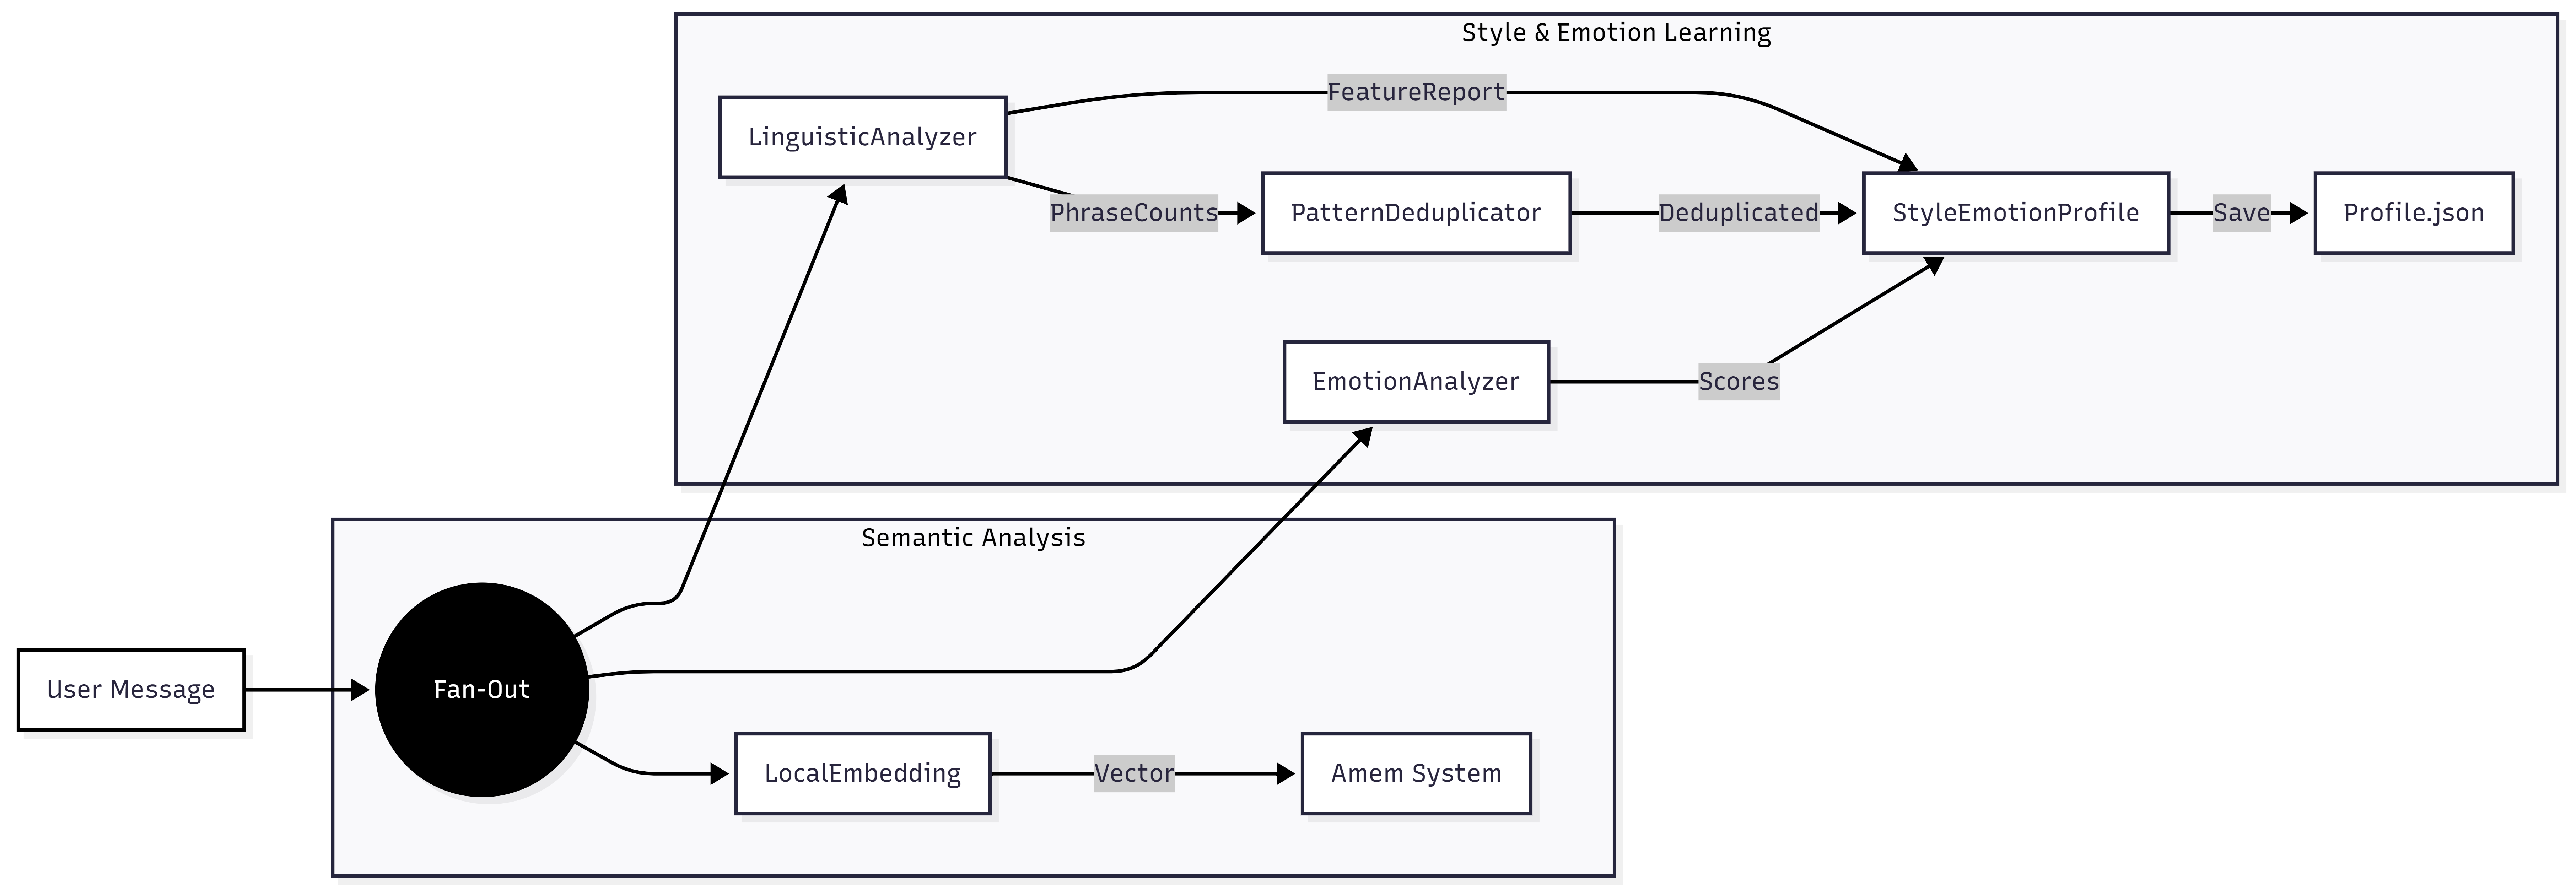 Style & Emotion Learning
FeatureReport
LinguisticAnalyzer
PhraseCounts
PatternDeduplicator
Deduplicated
StyleEmotionProfile
Save
Profile.json
EmotionAnalyzer
Scores
Semantic Analysis
User Message
Fan-Out
LocalEmbedding
Vector
Amem System